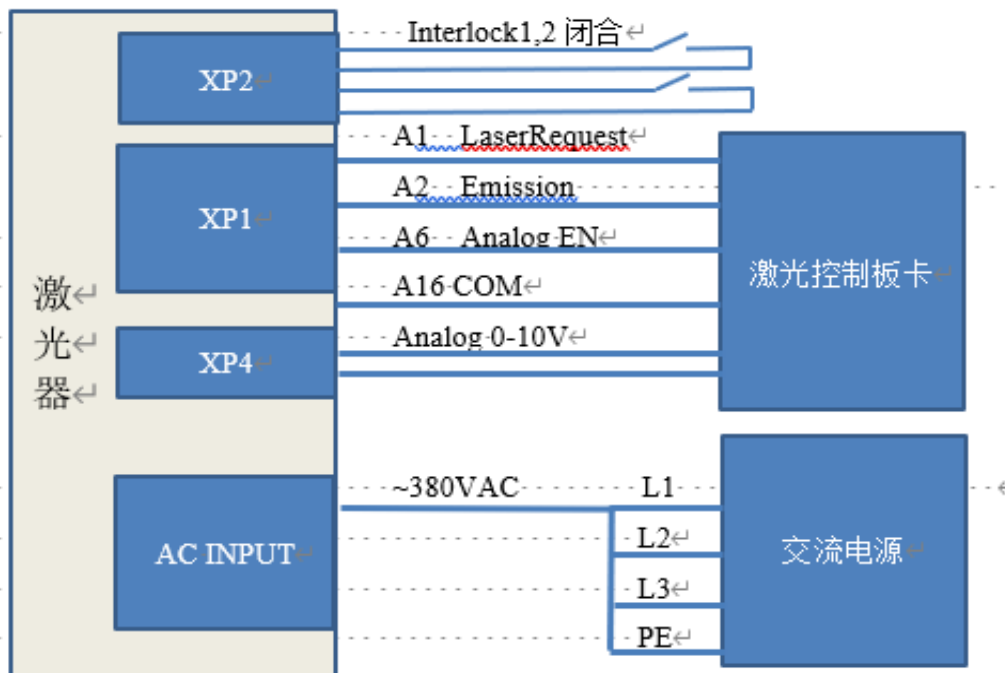 Interlock1,2 闭合
XP2
A1 LaserRequest
A2 Emission
XP1
A6 Analog EN
激光控制板卡
A16 COM
激
光
器
Analog 0-10V
XP4
~380VAC L1
L2
AC INPUT
交流电源
L3
PE